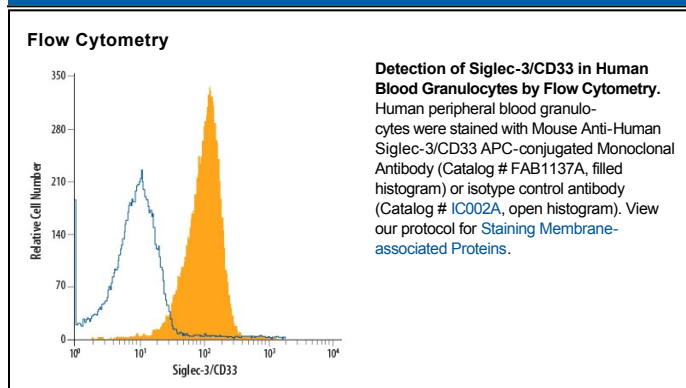 Flow Cytometry
350
280
210
140
70
0
Relative Cell Number
10⁰ 10¹ 10² 10³ 10⁴
Siglec-3/CD33
Detection of Siglec-3/CD33 in Human
Blood Granulocytes by Flow Cytometry.
Human peripheral blood granulo-
cytes were stained with Mouse Anti-Human
Siglec-3/CD33 APC-conjugated Monoclonal
Antibody (Catalog # FAB1137A, filled
histogram) or isotype control antibody
(Catalog # IC002A, open histogram). View
our protocol for Staining Membrane-
associated Proteins.